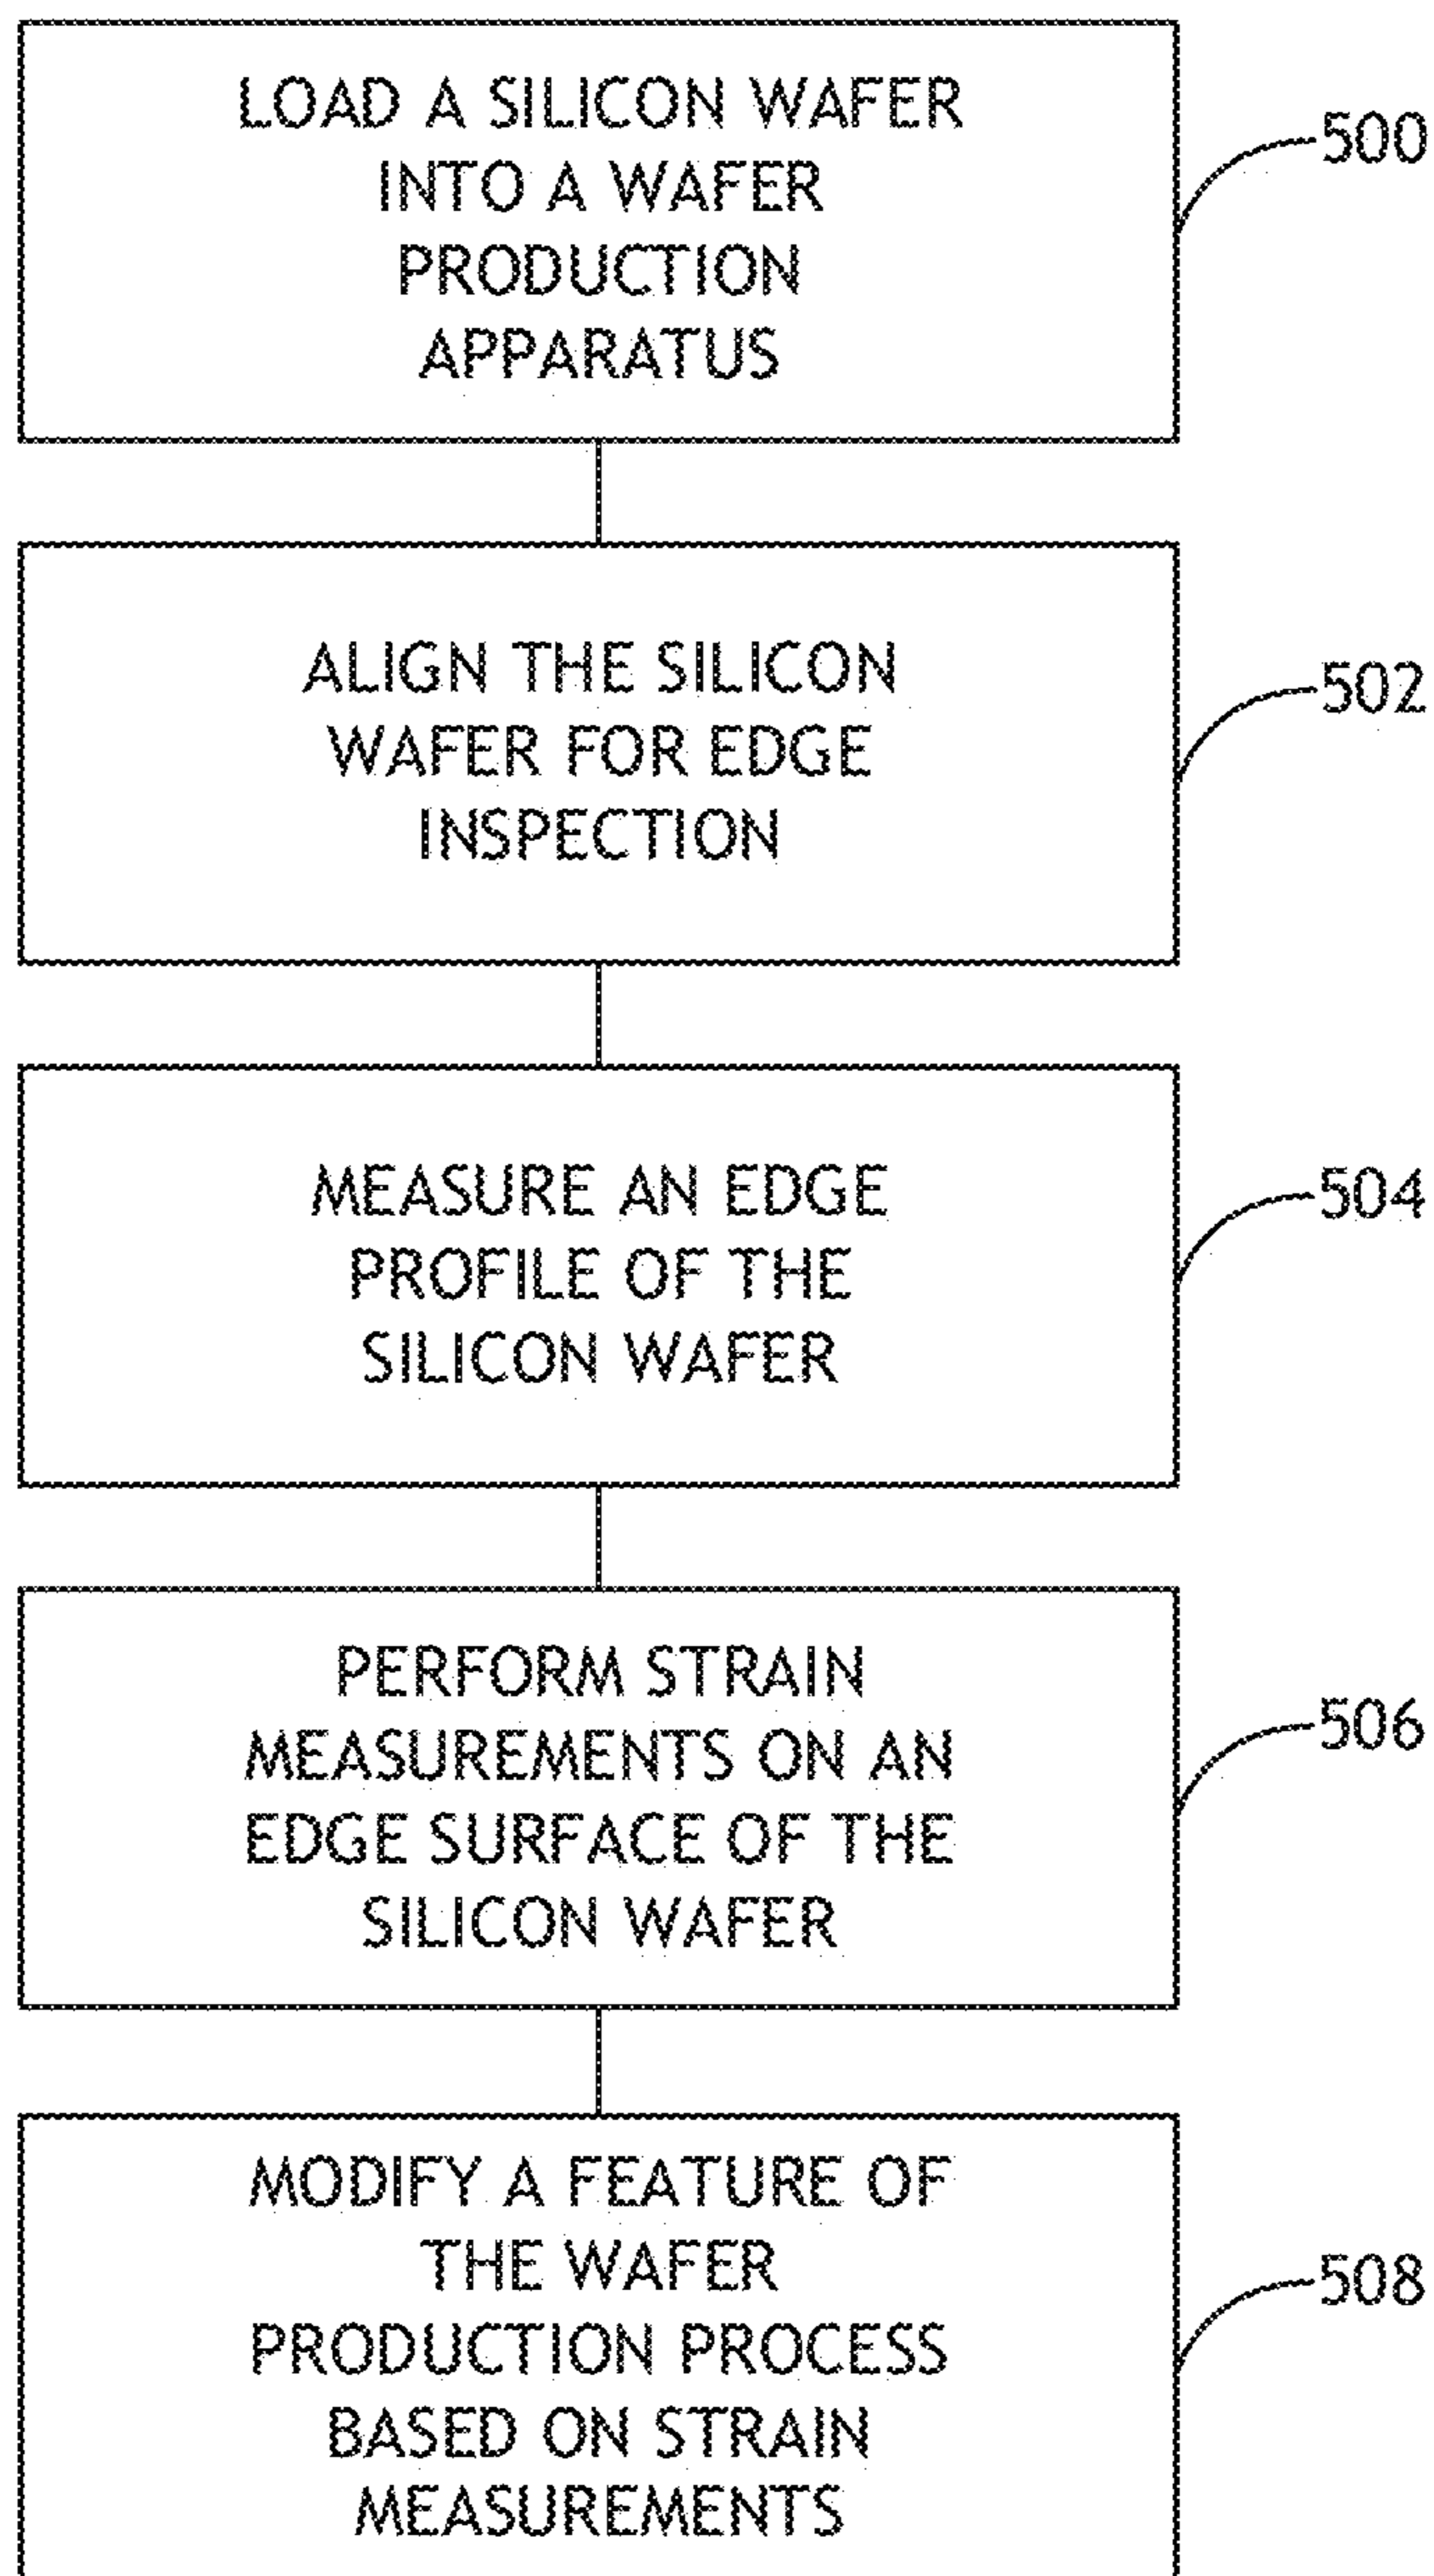 LOAD A SILICON WAFER
INTO A WAFER
PRODUCTION
APPARATUS
500
ALIGN THE SILICON
WAFER FOR EDGE
INSPECTION
502
MEASURE AN EDGE
PROFILE OF THE
SILICON WAFER
504
PERFORM STRAIN
MEASUREMENTS ON AN
EDGE SURFACE OF THE
SILICON WAFER
506
MODIFY A FEATURE OF
THE WAFER
PRODUCTION PROCESS
BASED ON STRAIN
MEASUREMENTS
508